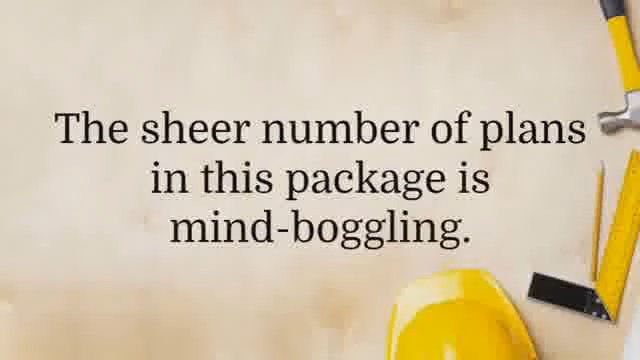 The sheer number of plans
in this package is
mind-boggling.